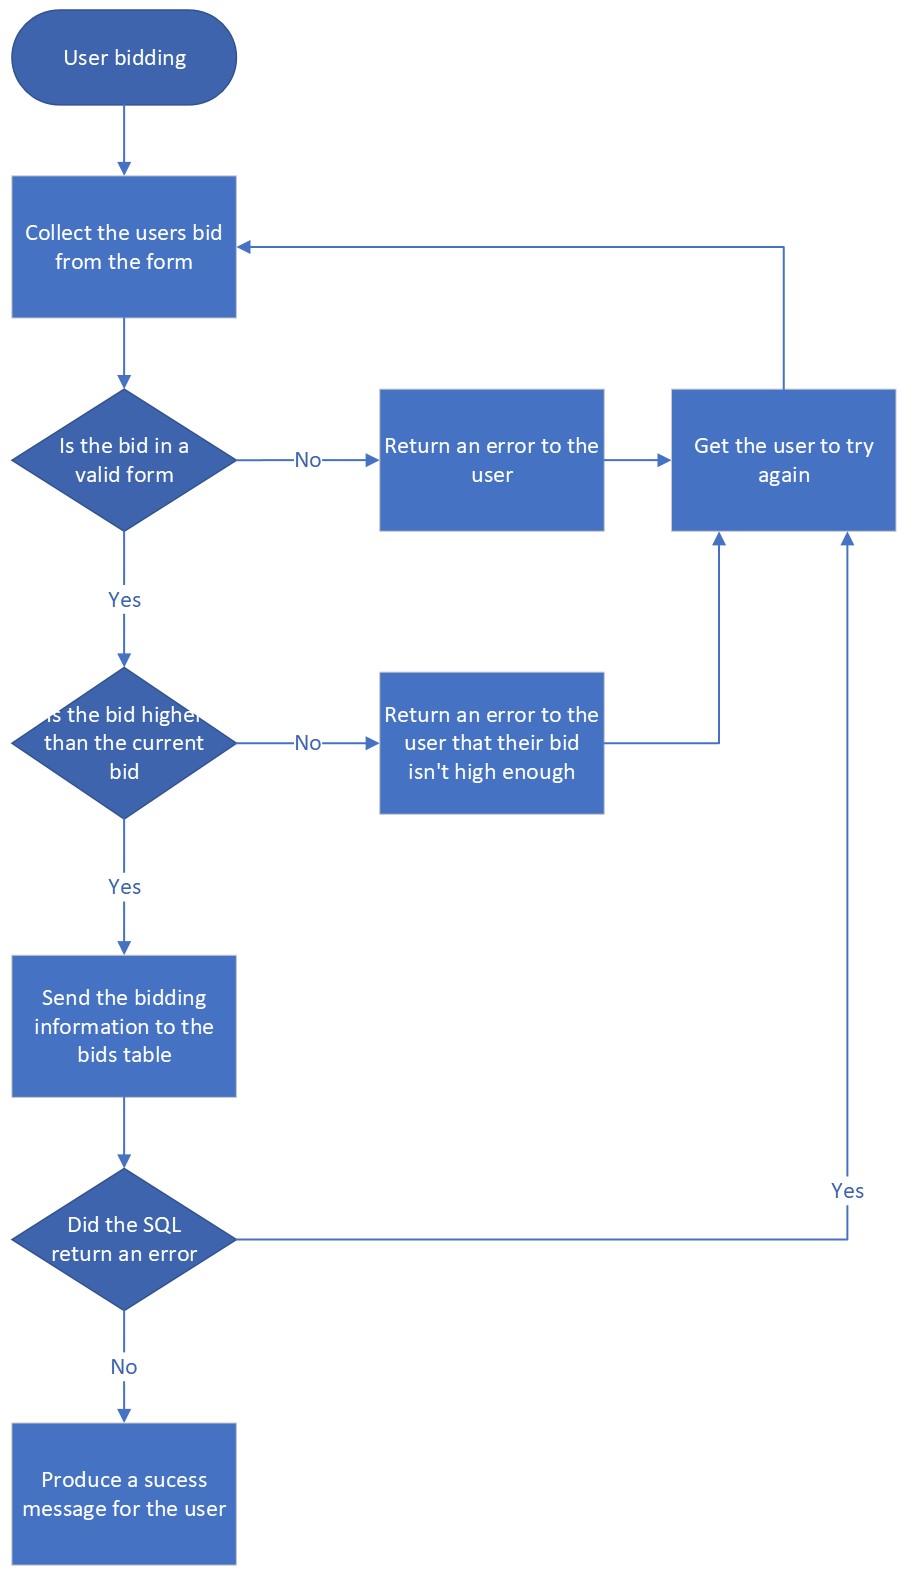 User bidding
Collect the users bid
from the form
Is the bid in a
valid form
No
Return an error to the
user
Get the user to try
again
Yes
Is the bid higher
than the current
bid
No
Return an error to the
user that their bid
isn't high enough
Yes
Send the bidding
information to the
bids table
Yes
Did the SQL
return an error
No
Produce a sucess
message for the user